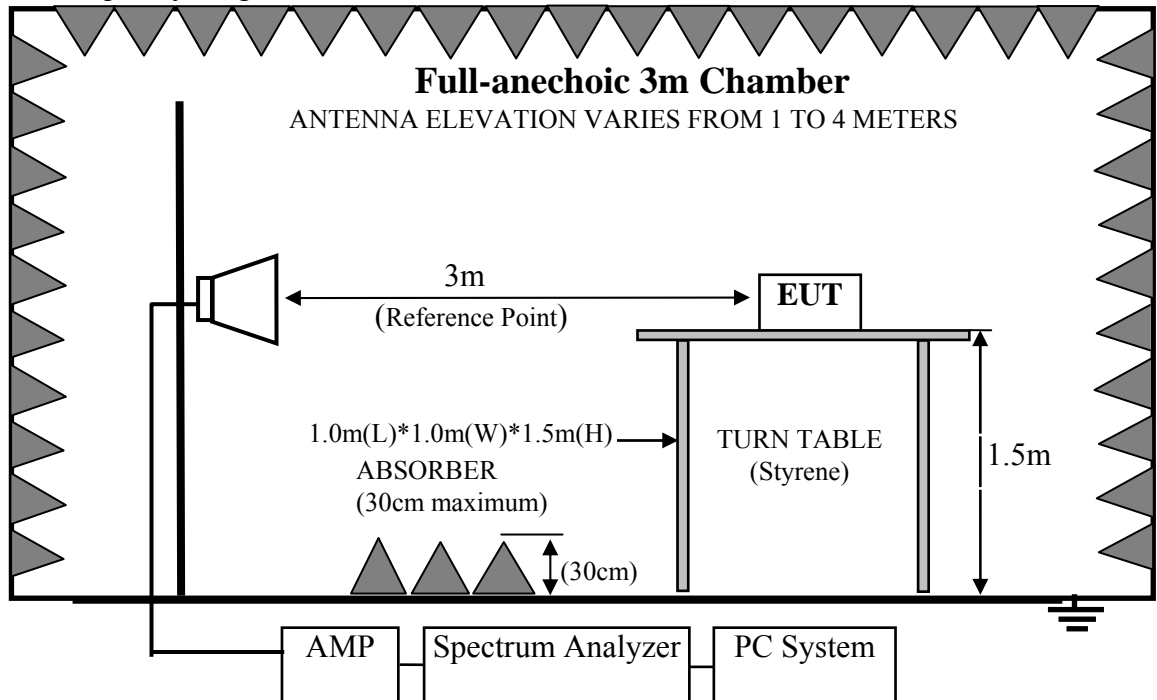 Full-anechoic 3m Chamber
ANTENNA ELEVATION VARIES FROM 1 TO 4 METERS
3m
(Reference Point)
EUT
1.0m(L)*1.0m(W)*1.5m(H)
ABSORBER
(30cm maximum)
TURN TABLE
(Styrene)
1.5m
(30cm)
AMP
Spectrum Analyzer
PC System